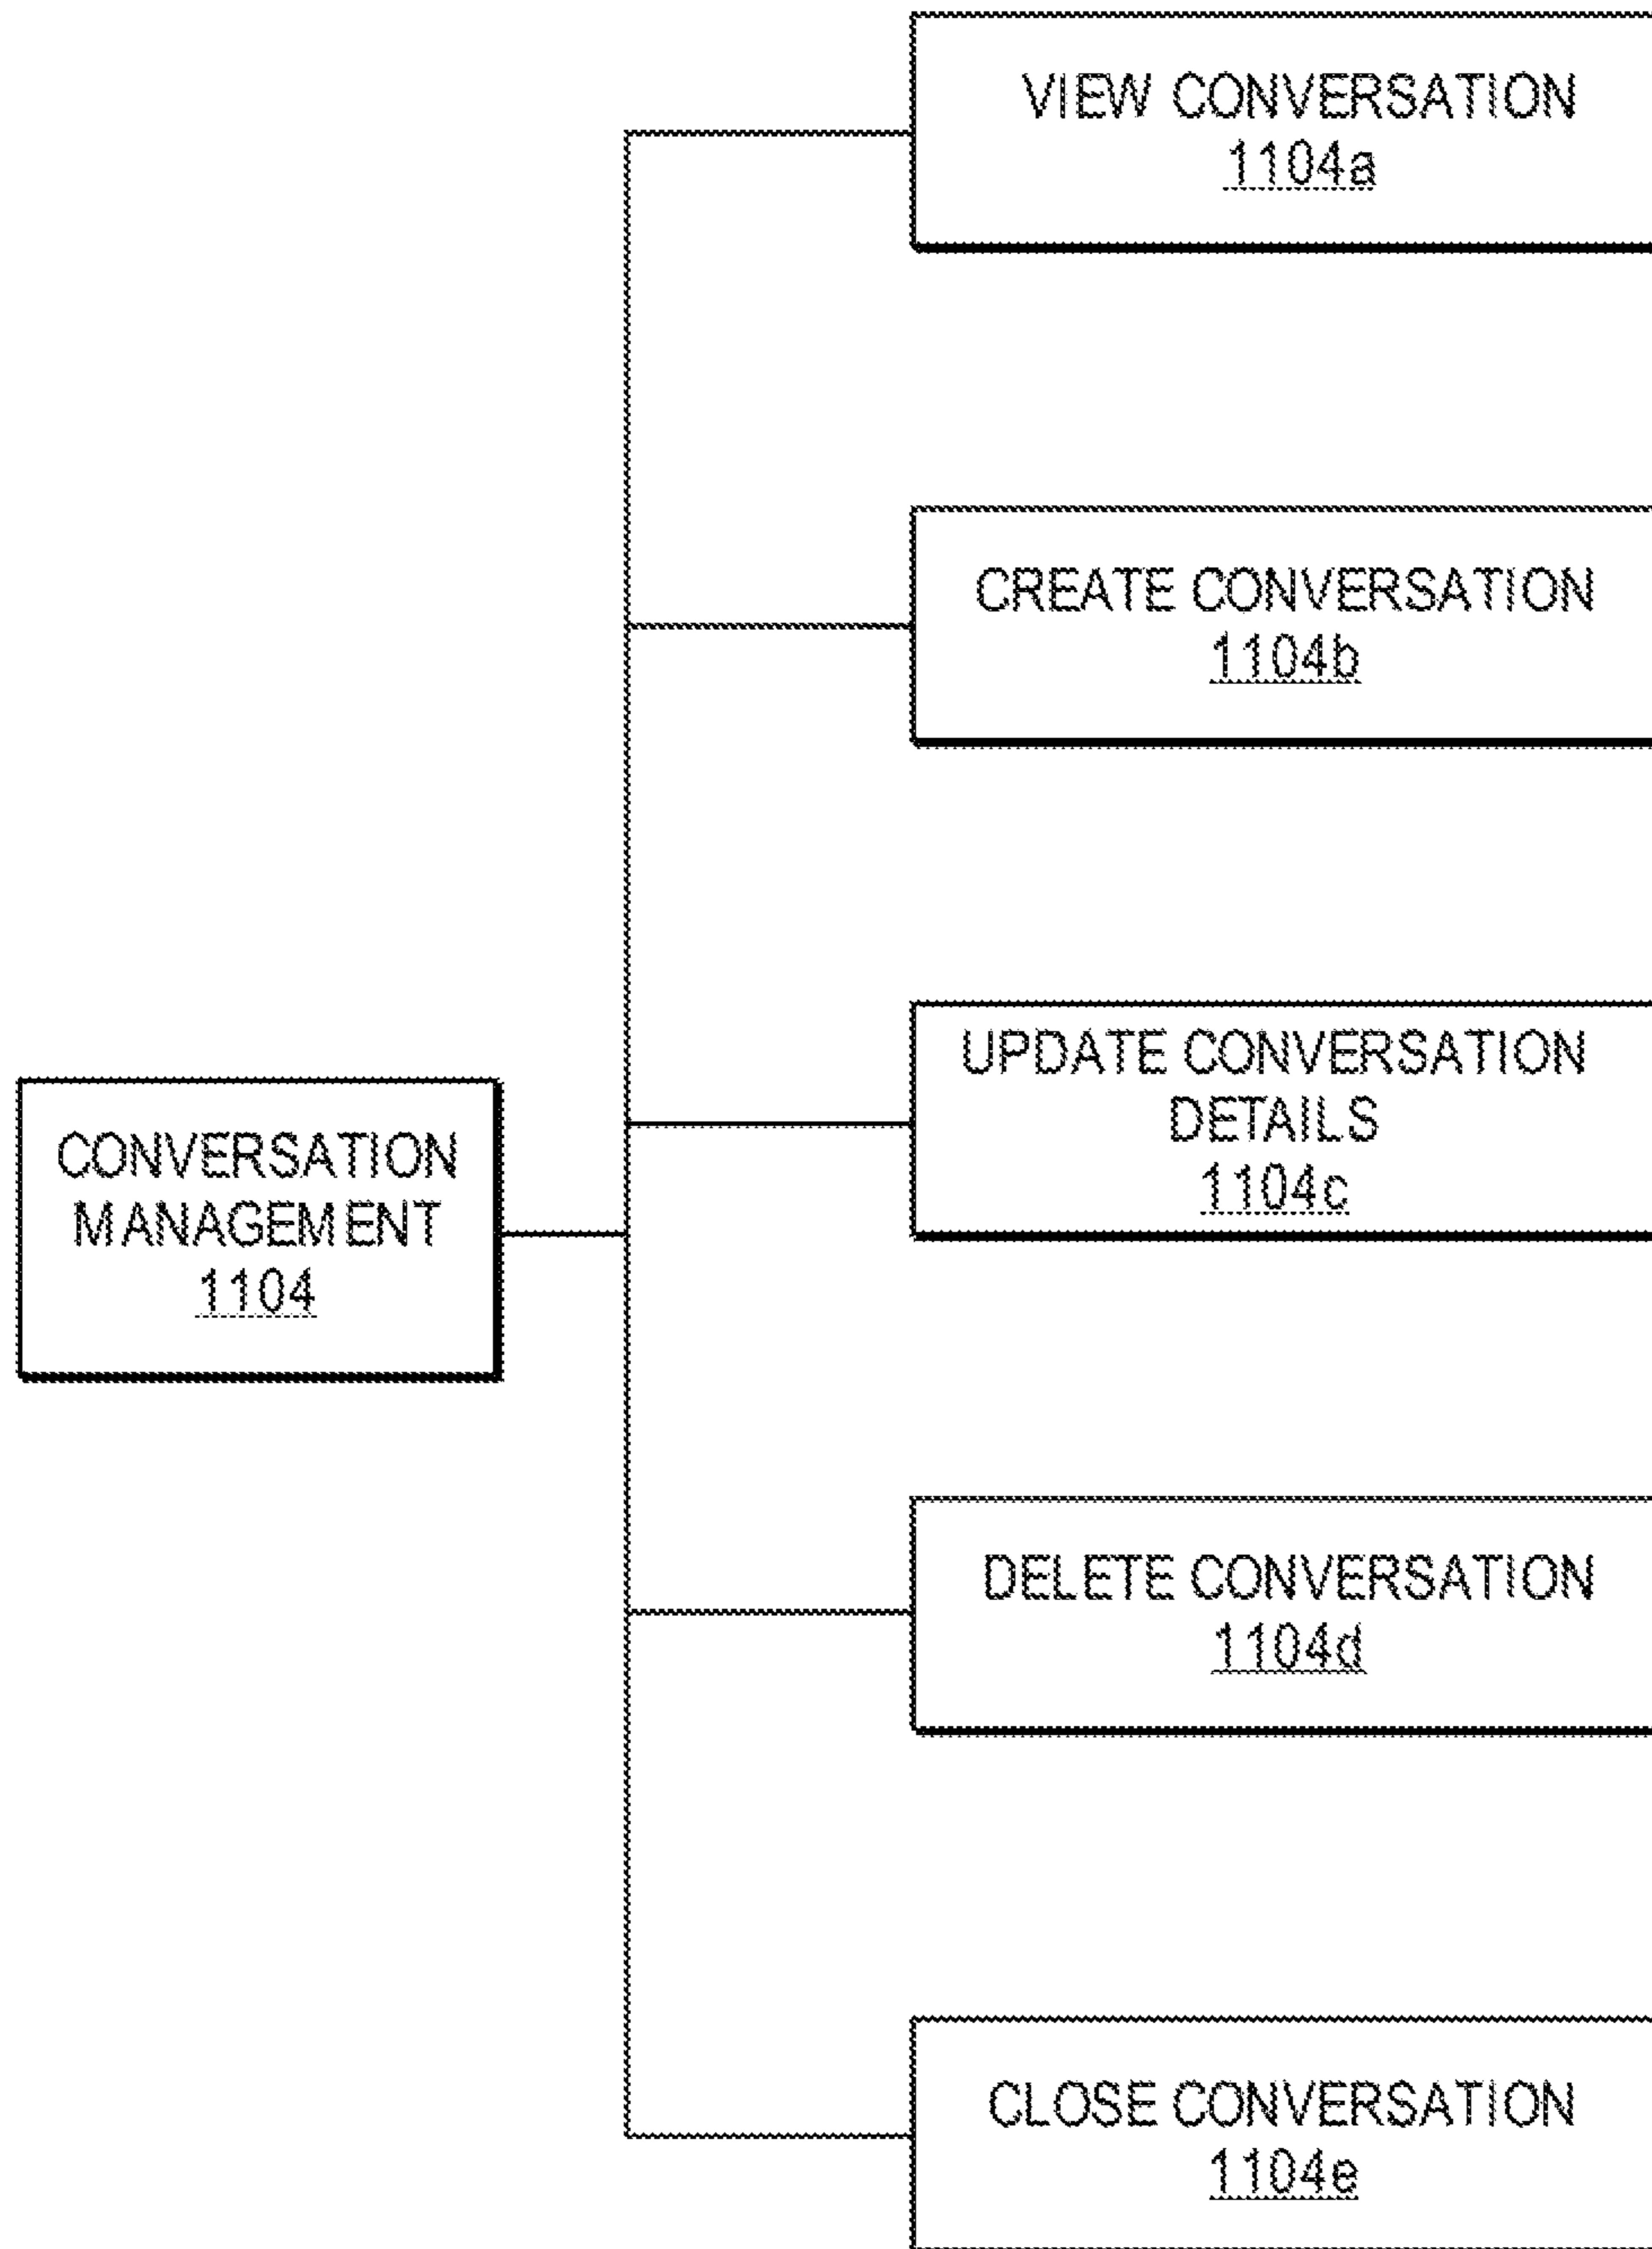 VIEW CONVERSATION
1104a
CREATE CONVERSATION
1104b
UPDATE CONVERSATION
DETAILS
1104c
CONVERSATION
MANAGEMENT
1104
DELETE CONVERSATION
1104d
CLOSE CONVERSATION
1104e